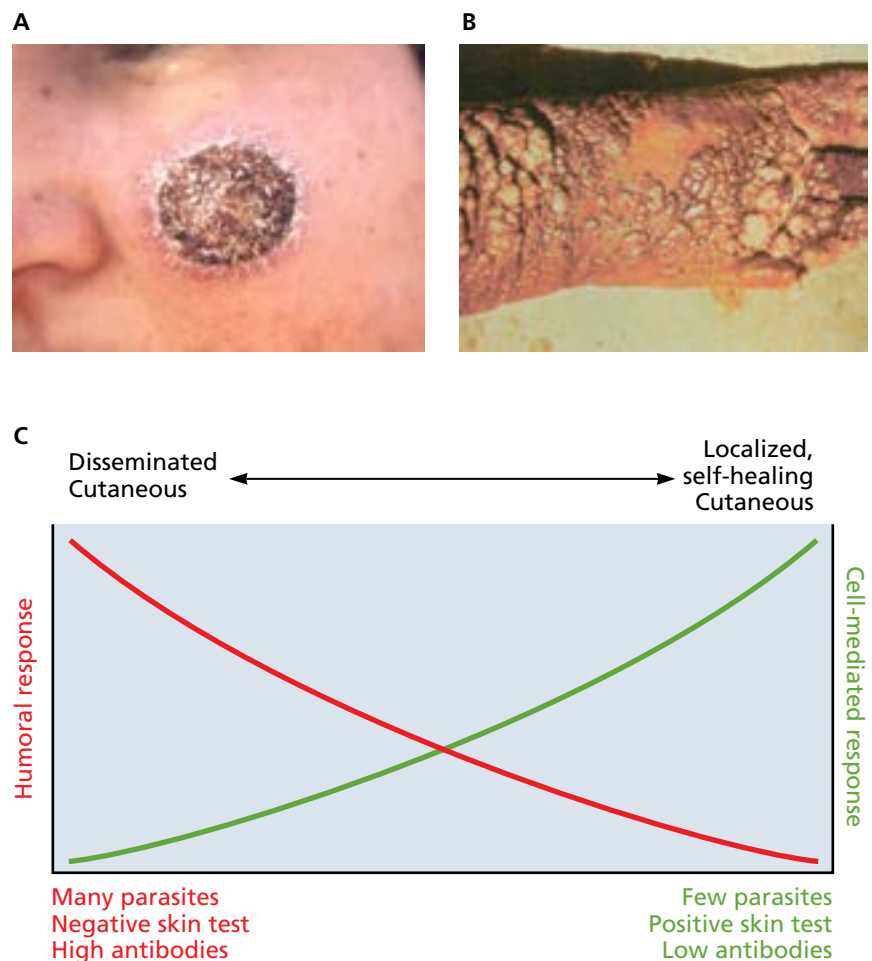 A
B
C
Disseminated
Cutaneous
Localized,
self-healing
Cutaneous
Humoral response
Cell-mediated response
Many parasites
Negative skin test
High antibodies
Few parasites
Positive skin test
Low antibodies